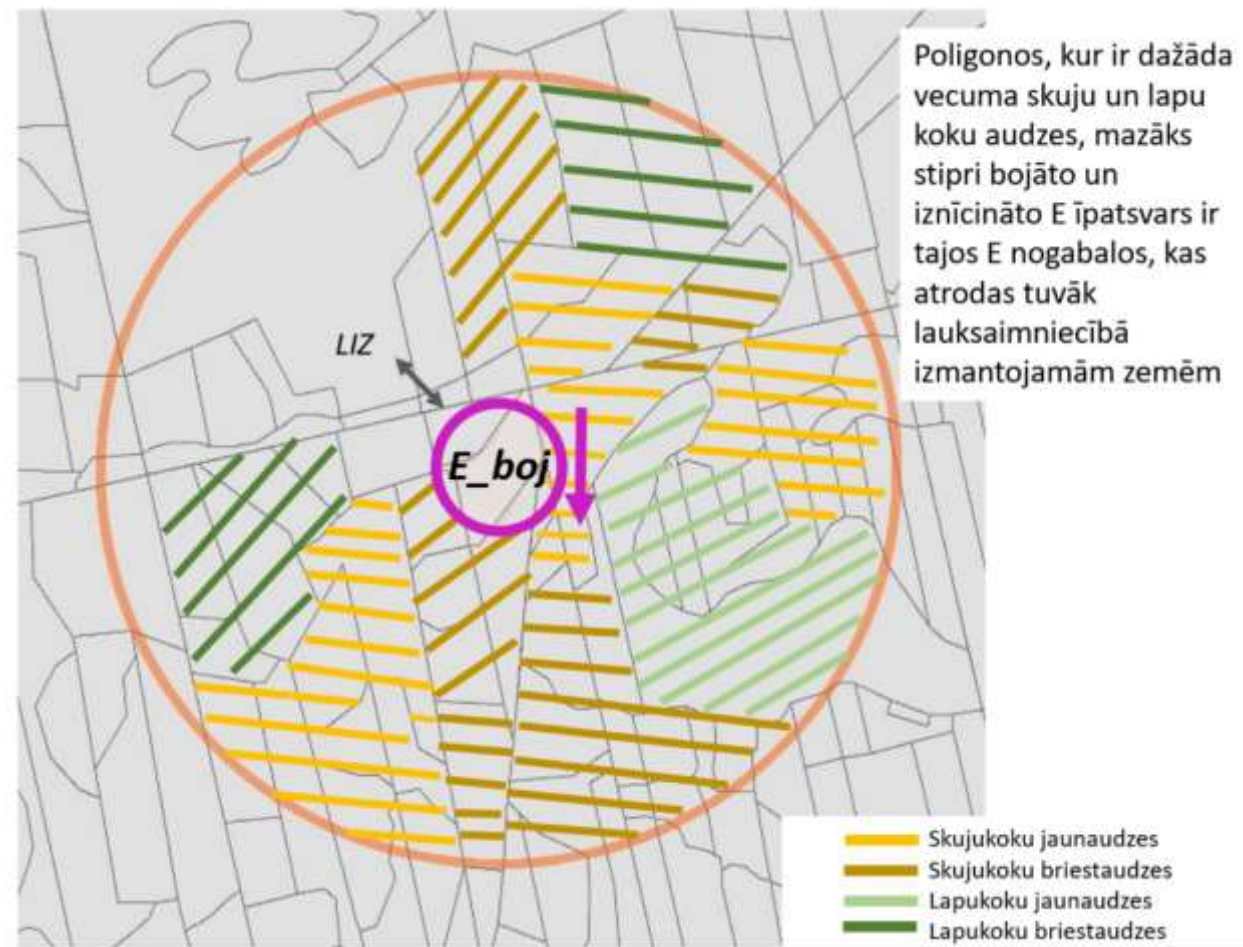 Poligonos, kur ir dažāda
vecuma skuju un lapu
koku audzes, mazāks
stipri bojāto un
iznīcināto E īpatsvars ir
tajos E nogabalos, kas
atrodas tuvāk
lauksaimniecībā
izmantojamām zemēm
LIZ
E_boj
Skujukoku jaunaudzes
Skujukoku briestaudzes
Lapukoku jaunaudzes
Lapukoku briestaudzes